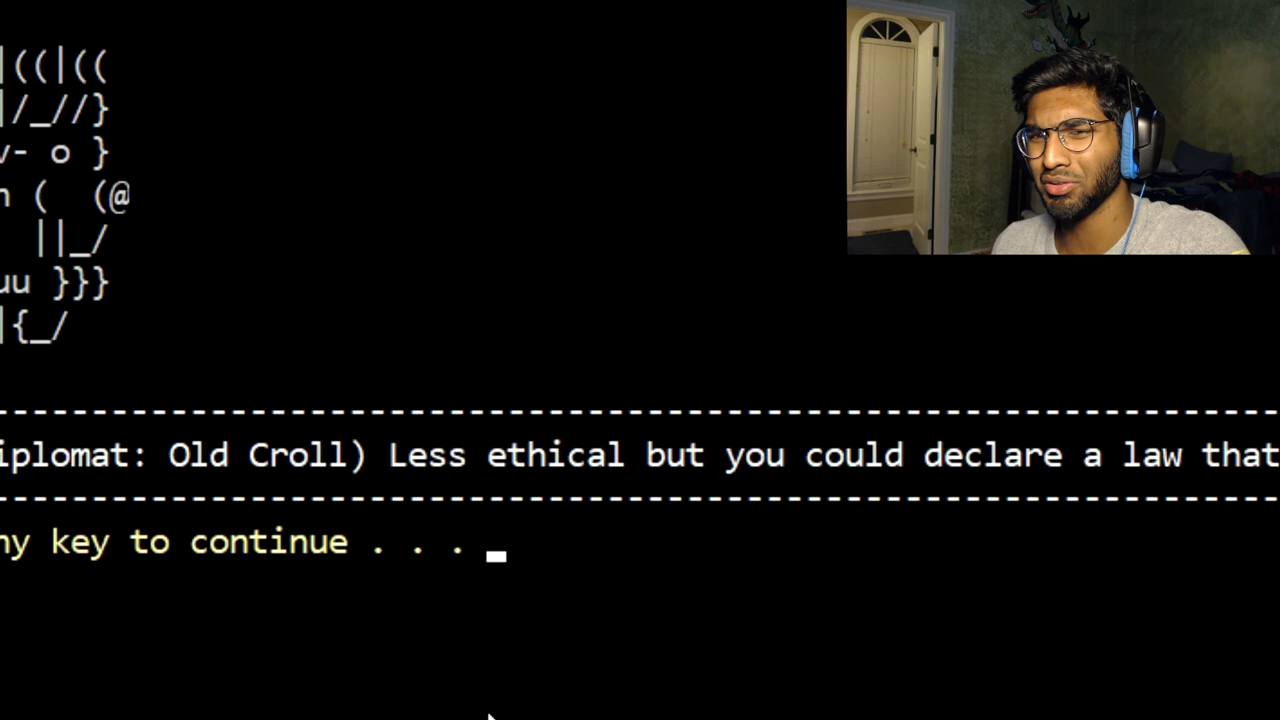 |((|((
|/_//}
v- o }
n (  (@
||_/
uu }}}
|{_/
--------------------------------------------------------------------
iplomat: Old Croll) Less ethical but you could declare a law that
--------------------------------------------------------------------
ny key to continue . . .